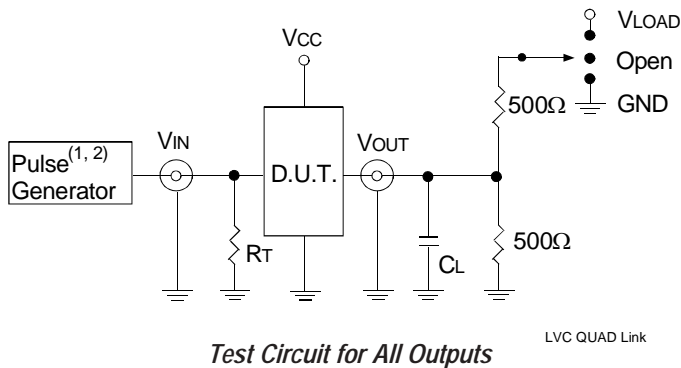 VLOAD
VCC
Open
500Ω
GND
Pulse(1, 2)
Generator
VIN
D.U.T.
VOUT
RT
CL
500Ω
LVC QUAD Link
Test Circuit for All Outputs